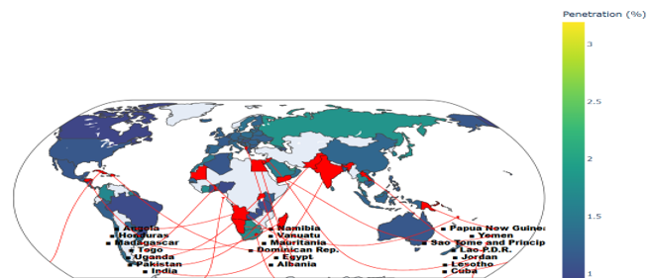 Penetration (%)
3
2.5
2
1.5
1
Angola
Honduras
Madagascar
Togo
Uganda
Pakistan
India
Namibia
Vanuatu
Mauritania
Dominican Rep.
Egypt
Albania
Papua New Guine
Yemen
Sao Tome and Princip
Lao P.D.R.
Jordan
Lesotho
Cuba